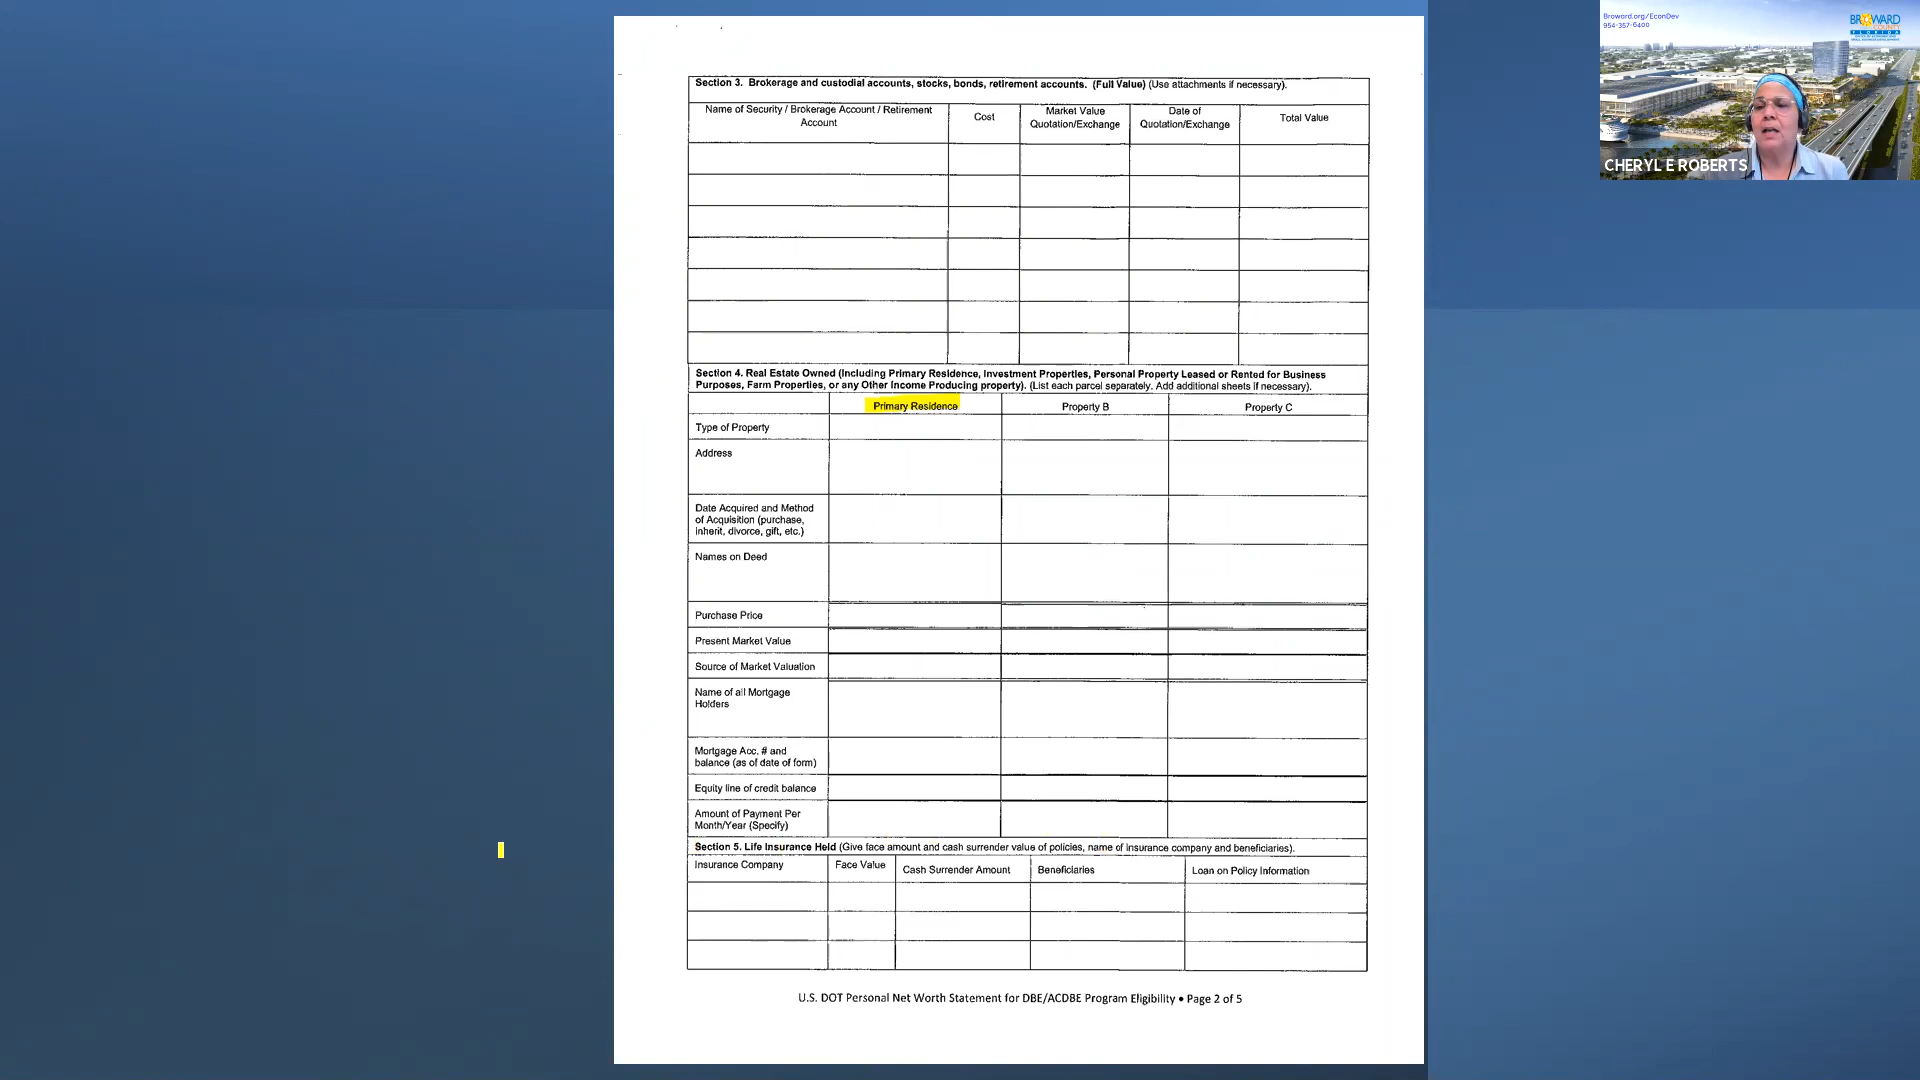 Section 3. Brokerage and custodial accounts, stocks, bonds, retirement accounts. (Full Value) (Use attachments if necessary).
Name of Security / Brokerage Account / Retirement
Account
Cost
Market Value
Quotation/Exchange
Date of
Quotation/Exchange
Total Value
Section 4. Real Estate Owned (Including Primary Residence, Investment Properties, Personal Property Leased or Rented for Business
Purposes, Farm Properties, or any Other Income Producing property). (List each parcel separately. Add additional sheets if necessary).
Primary Residence
Property B
Property C
Type of Property
Address
Date Acquired and Method
of Acquisition (purchase,
inherit, divorce, gift, etc.)
Names on Deed
Purchase Price
Present Market Value
Source of Market Valuation
Name of all Mortgage
Holders
Mortgage Acc. # and
balance (as of date of form)
Equity line of credit balance
Amount of Payment Per
Month/Year (Specify)
Section 5. Life Insurance Held (Give face amount and cash surrender value of policies, name of insurance company and beneficiaries).
Insurance Company
Face Value
Cash Surrender Amount
Beneficiaries
Loan on Policy Information
U.S. DOT Personal Net Worth Statement for DBE/ACDBE Program Eligibility • Page 2 of 5
Broward.org/EconDev
954-357-6400
BROWARD
COUNTY
FLORIDA
CHERYL E ROBERTS